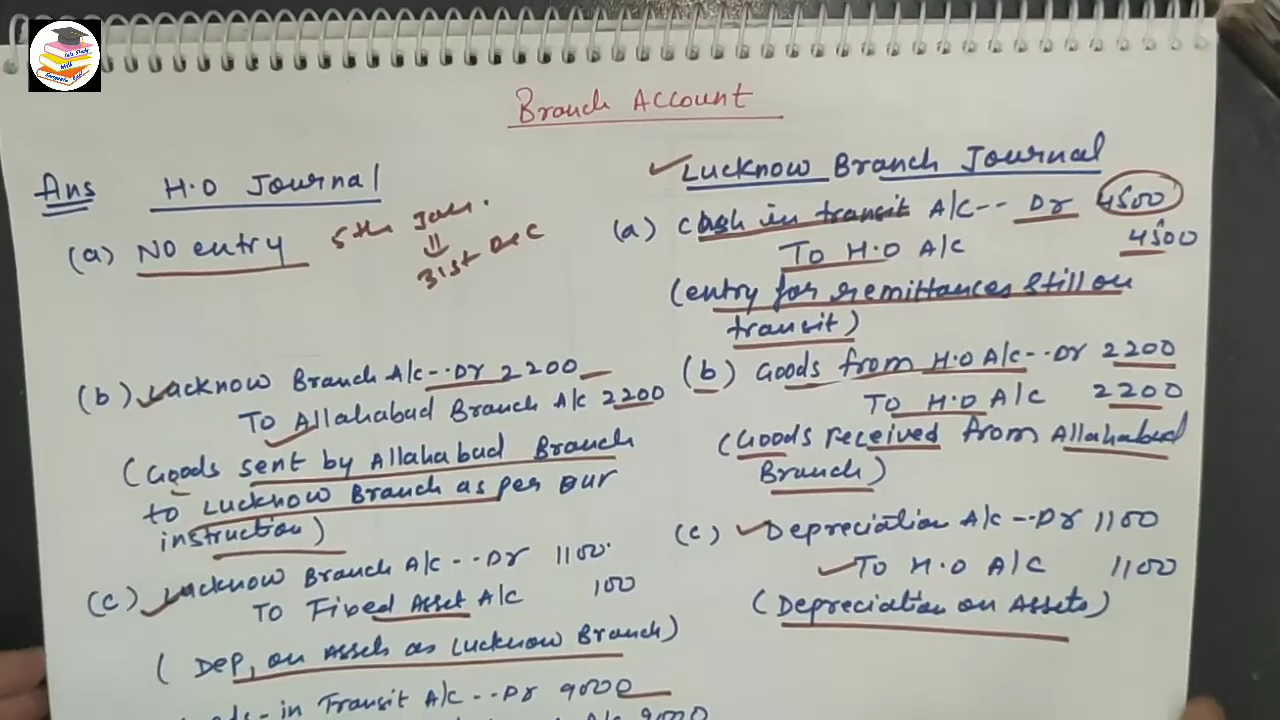 Branch Account
Ans H.O Journal
(a) NO entry
5th Jan.
31st Dec
(b) Lucknow Branch A/c--Dr 2200
To Allahabad Branch A/c 2200
(Goods sent by Allahabad Branch
to Lucknow Branch as per our
instruction)
(c) Lucknow Branch A/c--Dr 1100
To Fixed Asset A/c 100
(Dep, on Assets as Lucknow Branch)
in Transit A/c--Dr 9000
A/c 9000
Lucknow Branch Journal
(a) Cash in transit A/c-- Dr 4500
To H.O A/c 4500
(entry for remittances still on
transit)
(b) Goods from H.O A/c--Dr 2200
To H.O A/c 2200
(Goods received from Allahabad
Branch)
(c) Depreciation A/c--Dr 1100
To H.O A/c 1100
(Depreciation on Assets)